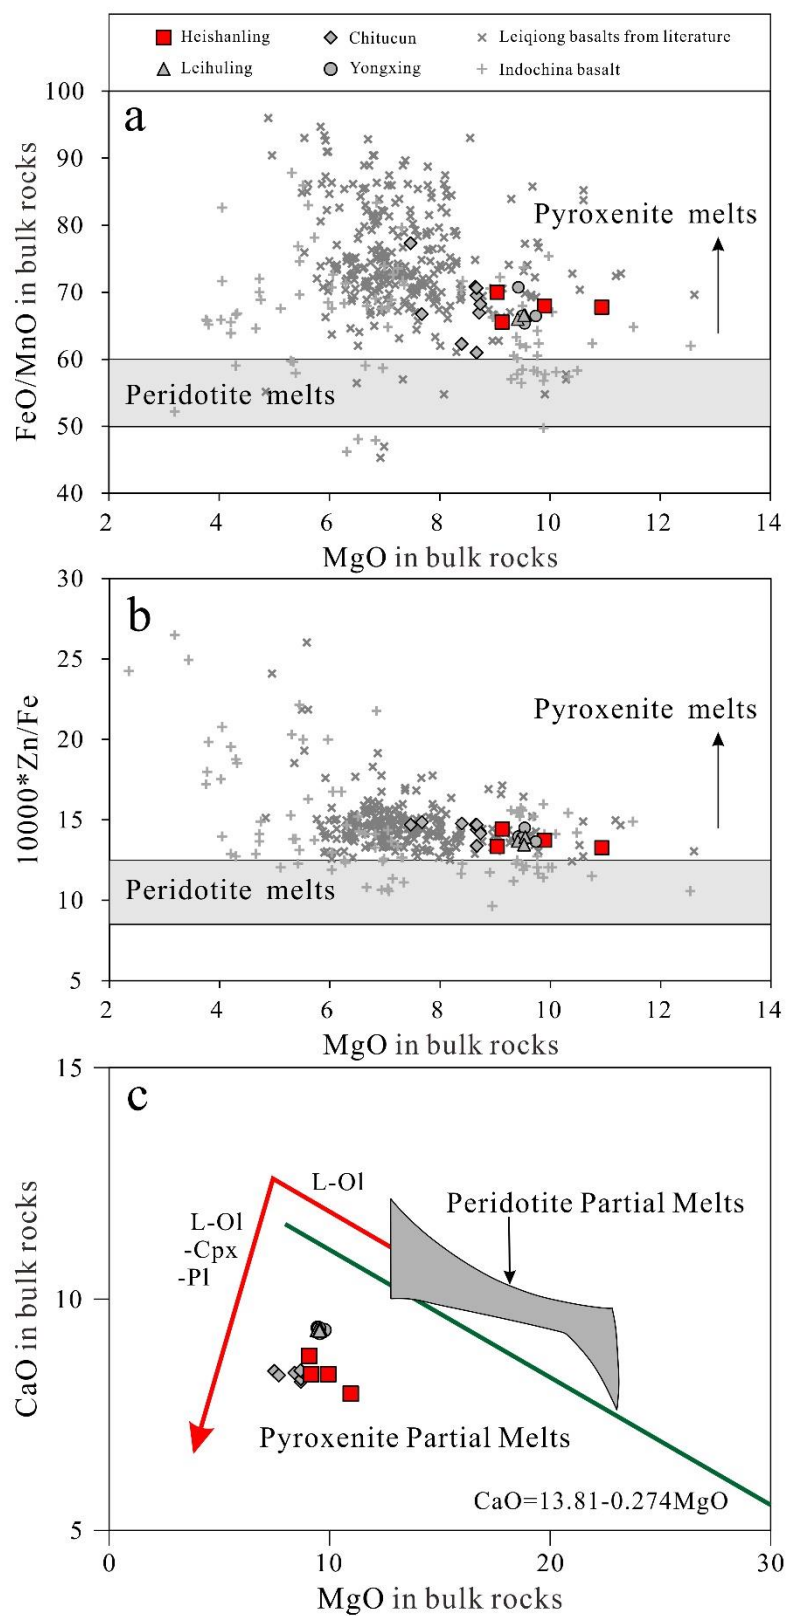 Heishanling Chitucun Leiqiong basalts from literature
Leihuling Yongxing Indochina basalt
a
100
90
80
70
60
50
40
FeO/MnO in bulk rocks
Pyroxenite melts
Peridotite melts
2 4 6 8 10 12 14
MgO in bulk rocks
b
30
25
20
15
10
5
10000*Zn/Fe
Pyroxenite melts
Peridotite melts
2 4 6 8 10 12 14
MgO in bulk rocks
c
15
10
5
CaO in bulk rocks
L-Ol
L-Ol
-Cpx
-Pl
Peridotite Partial Melts
Pyroxenite Partial Melts
CaO=13.81-0.274MgO
0 10 20 30
MgO in bulk rocks